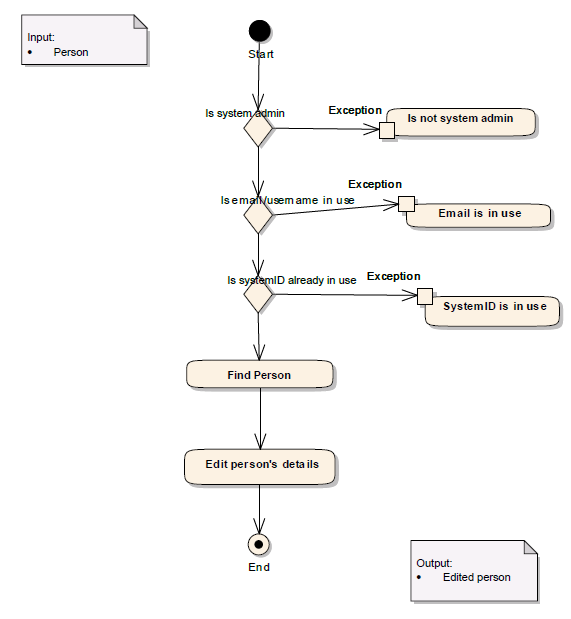 Input:
• Person
Start
Is system admin
Exception
Is not system admin
Exception
Is email/username in use
Email is in use
Exception
Is systemID already in use
SystemID is in use
Find Person
Edit person's details
End
Output:
• Edited person